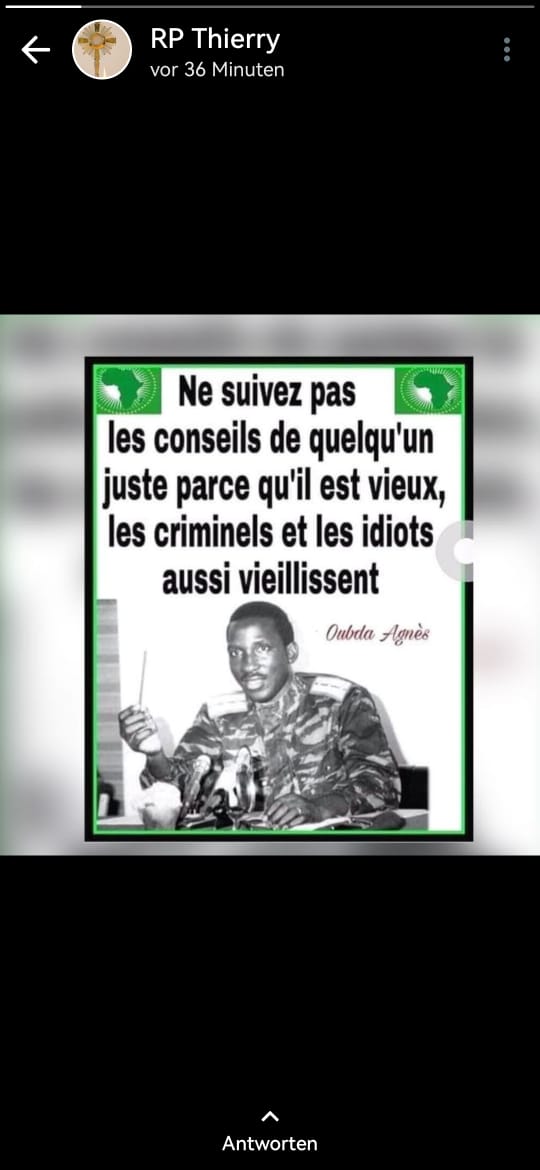 RP Thierry
vor 36 Minuten
Ne suivez pas
les conseils de quelqu'un
juste parce qu'il est vieux,
les criminels et les idiots
aussi vieillissent
Oubda Agnès
Antworten